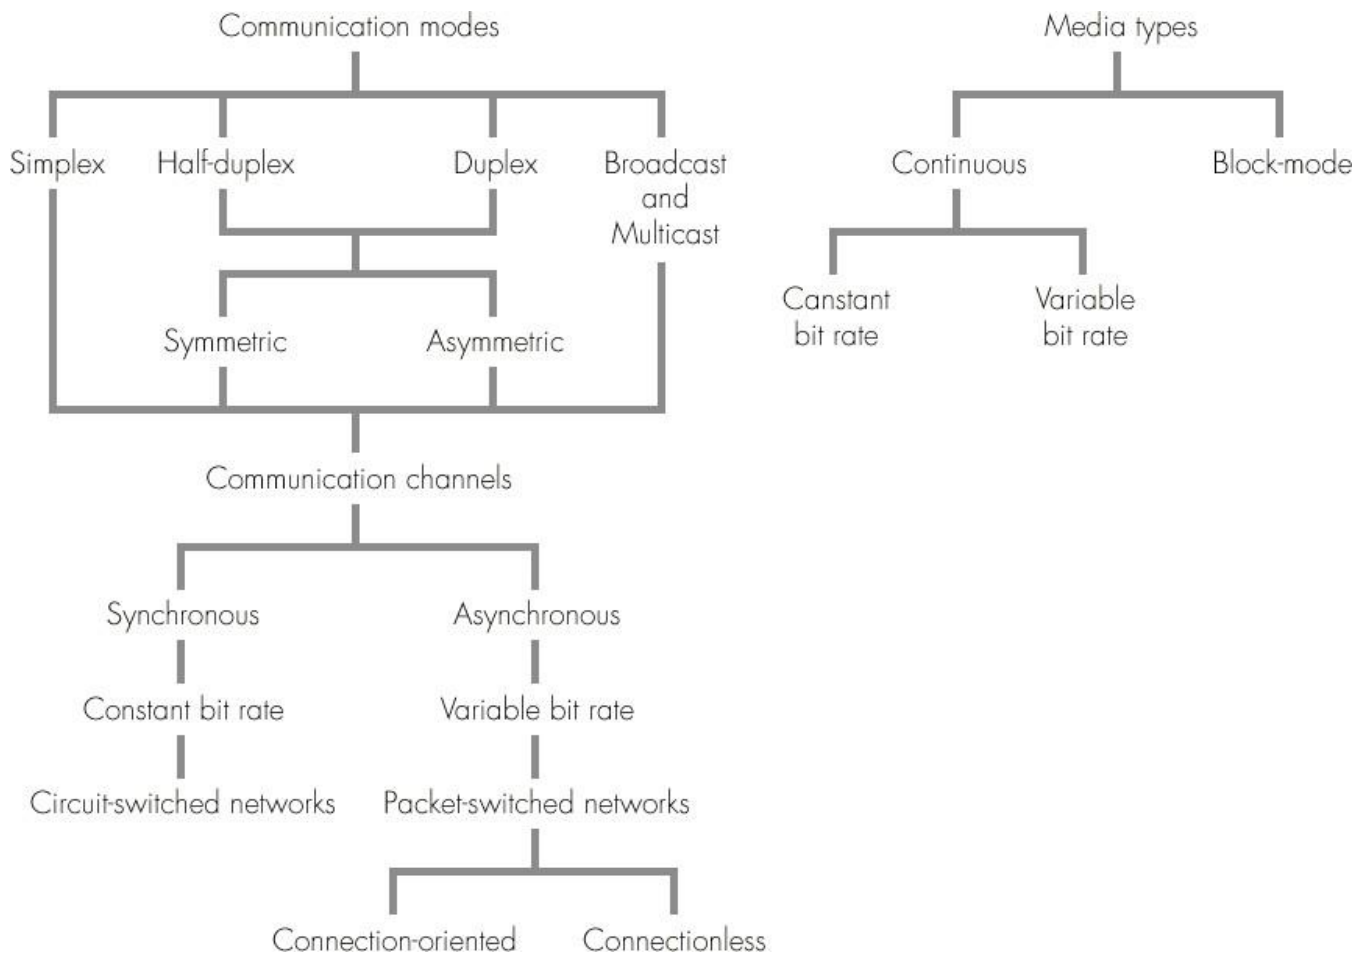 Communication modes
Media types
Simplex
Half-duplex
Duplex
Broadcast
and
Multicast
Continuous
Block-mode
Canstant
bit rate
Variable
bit rate
Symmetric
Asymmetric
Communication channels
Synchronous
Asynchronous
Constant bit rate
Variable bit rate
Circuit-switched networks
Packet-switched networks
Connection-oriented
Connectionless